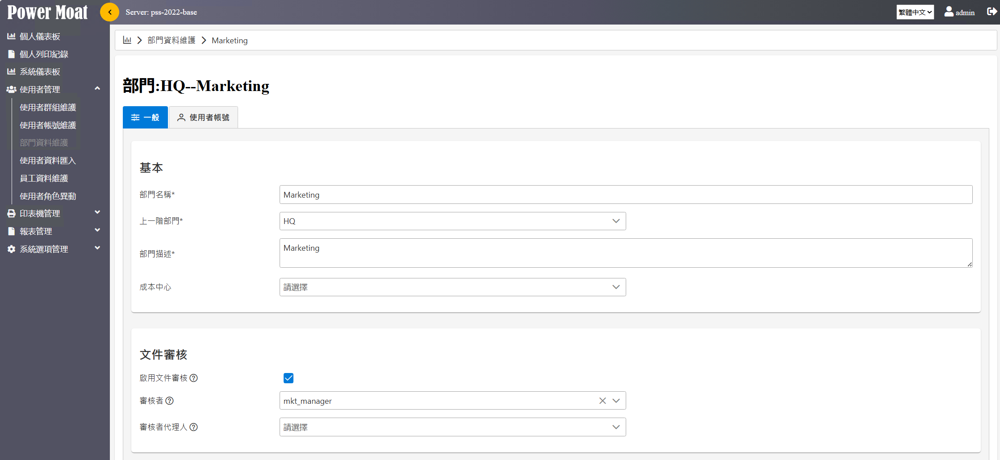 Power Moat
Server: pss-2022-base
繁體中文
admin
個人儀表板
個人列印紀錄
系統儀表板
使用者管理
使用者群組維護
使用者帳號維護
部門資料維護
使用者資料匯入
員工資料維護
使用者角色異動
印表機管理
報表管理
系統選項管理
部門資料維護
Marketing
部門:HQ--Marketing
一般
使用者帳號
基本
部門名稱*
Marketing
上一階部門*
HQ
部門描述*
Marketing
成本中心
請選擇
文件審核
啟用文件審核
審核者
mkt_manager
審核者代理人
請選擇